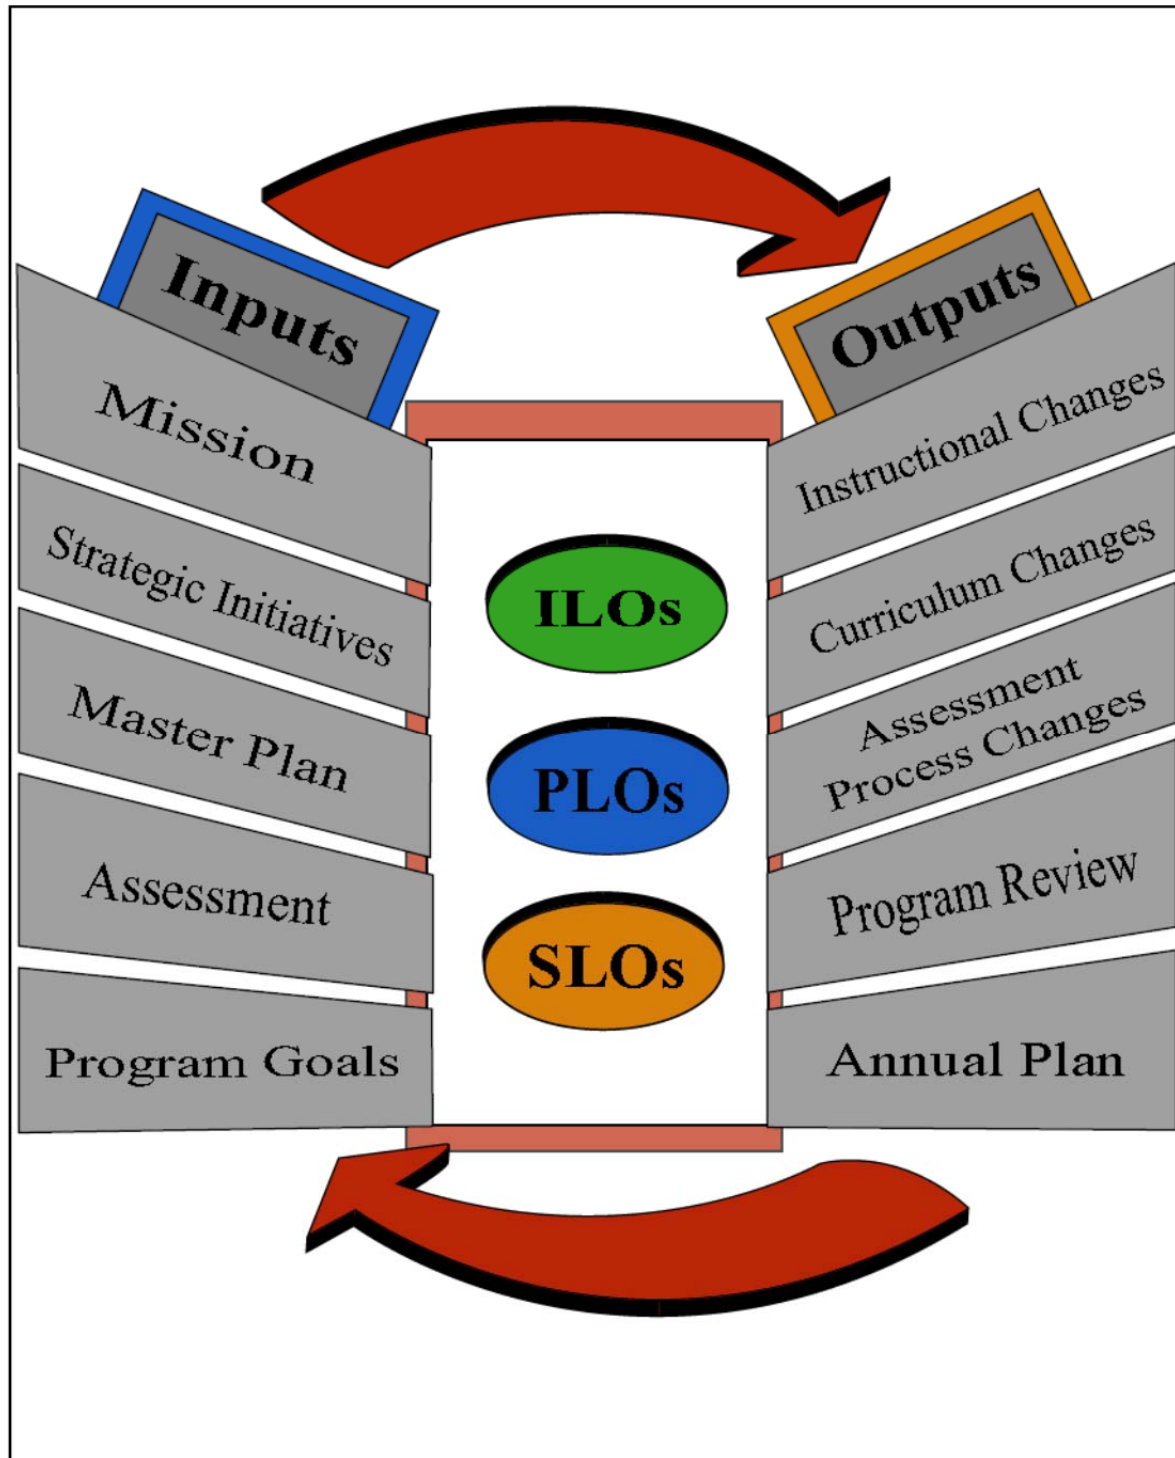 Inputs
Mission
Strategic Initiatives
Master Plan
Assessment
Program Goals
ILOs
PLOs
SLOs
Outputs
Instructional Changes
Curriculum Changes
Assessment
Process Changes
Program Review
Annual Plan